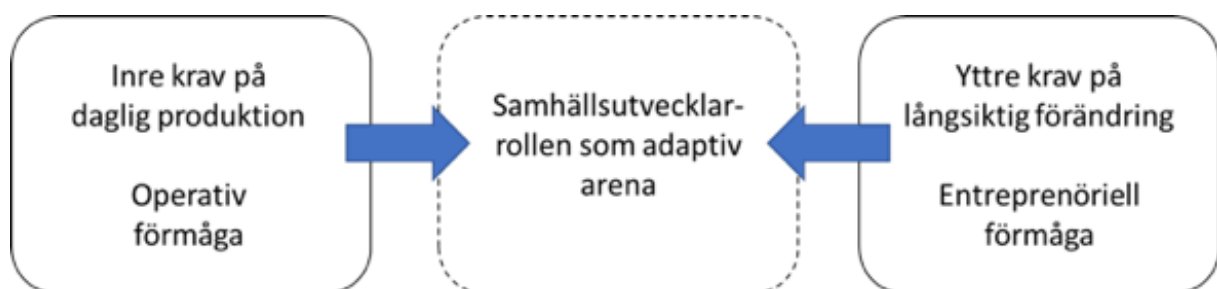 Inre krav på
daglig produktion
Operativ
förmåga
Samhällsutvecklar-
rollen som adaptiv
arena
Yttre krav på
långsiktig förändring
Entreprenöriell
förmåga